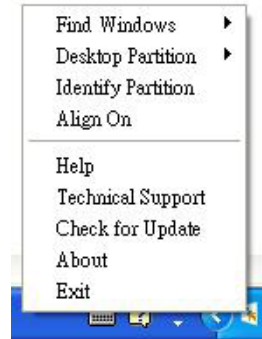 Find Windows
Desktop Partition
Identify Partition
Align On
Help
Technical Support
Check for Update
About
Exit